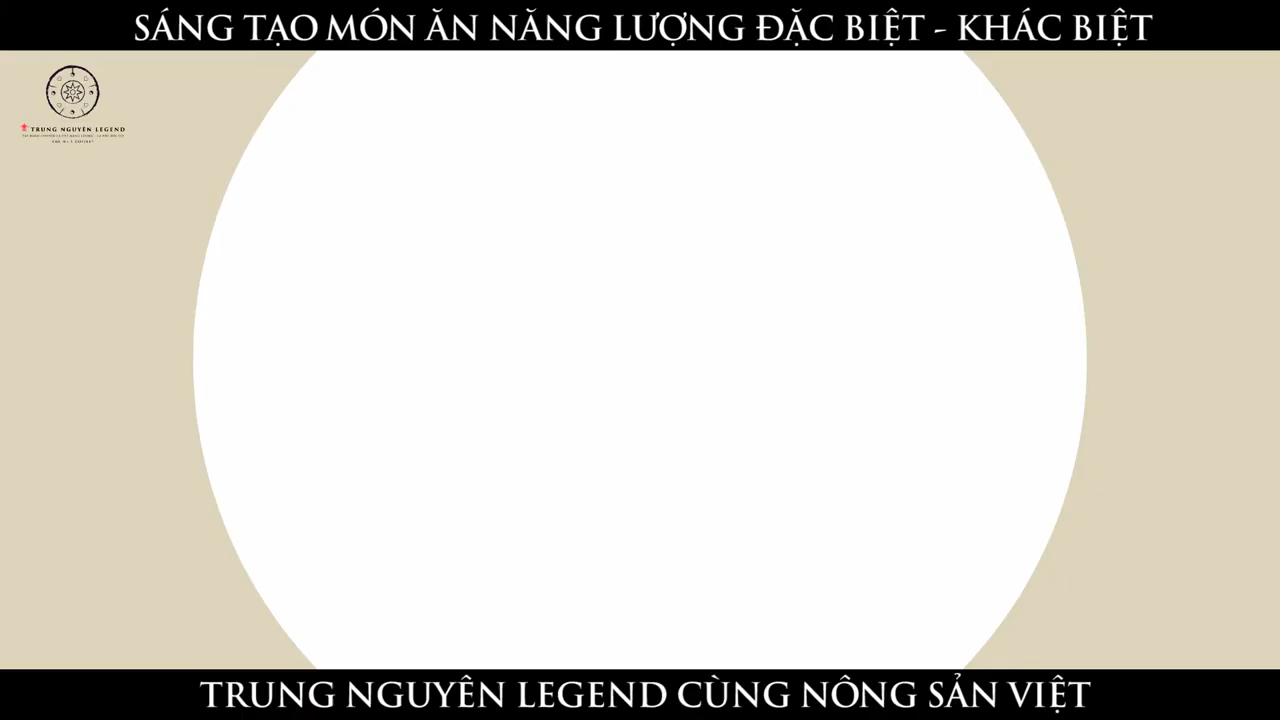 SÁNG TẠO MÓN ĂN NĂNG LƯỢNG ĐẶC BIỆT - KHÁC BIỆT
TRUNG NGUYÊN LEGEND
TRUNG NGUYÊN LEGEND CÙNG NÔNG SẢN VIỆT